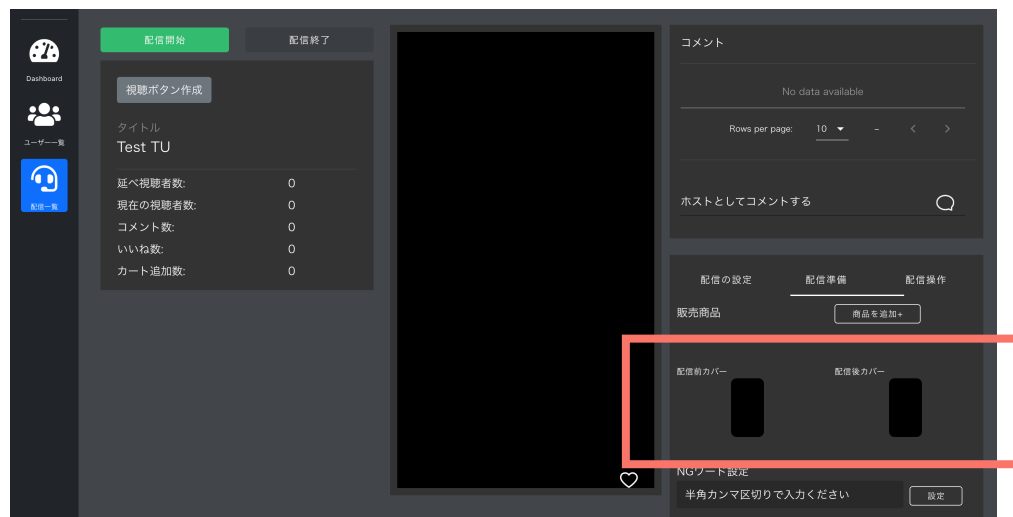 Dashboard
ユーザー一覧
配信一覧
配信開始
配信終了
視聴ボタン作成
タイトル
Test TU
延べ視聴者数: 0
現在の視聴者数: 0
コメント数: 0
いいね数: 0
カート追加数: 0
コメント
No data available
Rows per page: 10 –
ホストとしてコメントする
配信の設定
配信準備
配信操作
販売商品
商品を追加+
配信前カバー
配信後カバー
NGワード設定
半角カンマ区切りで入力ください
設定